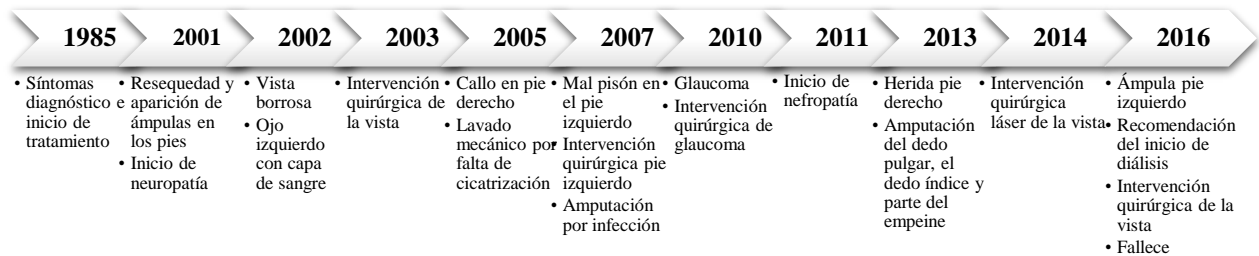 1985
2001
2002
2003
2005
2007
2010
2011
2013
2014
2016
• Síntomas
diagnóstico e
inicio de
tratamiento
• Resequedad y
aparición de
ámpulas en
los pies
• Inicio de
neuropatía
• Vista
borrosa
• Ojo
izquierdo
con capa
de sangre
• Intervención
quirúrgica de
la vista
• Callo en pie
derecho
• Lavado
mecánico por
falta de
cicatrización
• Mal pisón en
el pie
izquierdo
• Intervención
quirúrgica pie
izquierdo
• Amputación
por infección
• Glaucoma
• Intervención
quirúrgica de
glaucoma
• Inicio de
nefropatía
• Herida pie
derecho
• Amputación
del dedo
pulgar, el
dedo índice y
parte del
empeine
• Intervención
quirúrgica
láser de la vista
• Ámpula pie
izquierdo
• Recomendación
del inicio de
diálisis
• Intervención
quirúrgica de la
vista
• Fallece